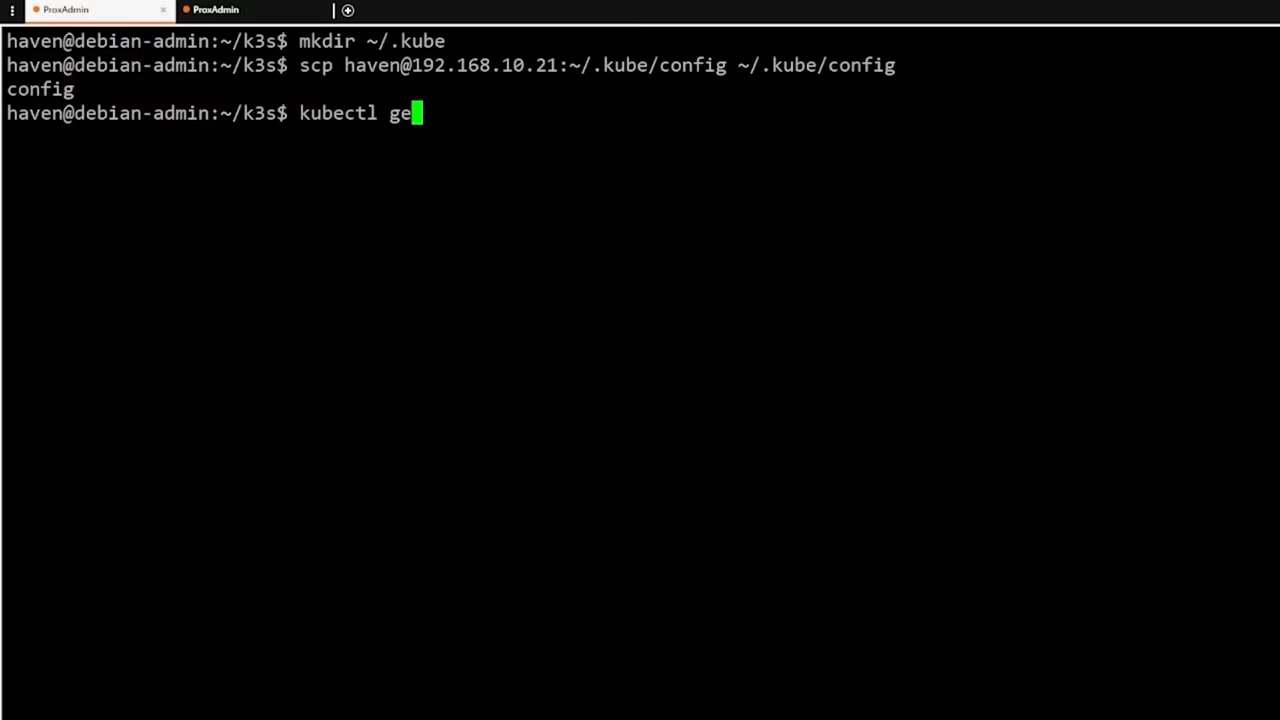 ProxAdmin
ProxAdmin
haven@debian-admin:~/k3s$ mkdir ~/.kube
haven@debian-admin:~/k3s$ scp haven@192.168.10.21:~/.kube/config ~/.kube/config
config
haven@debian-admin:~/k3s$ kubectl ge